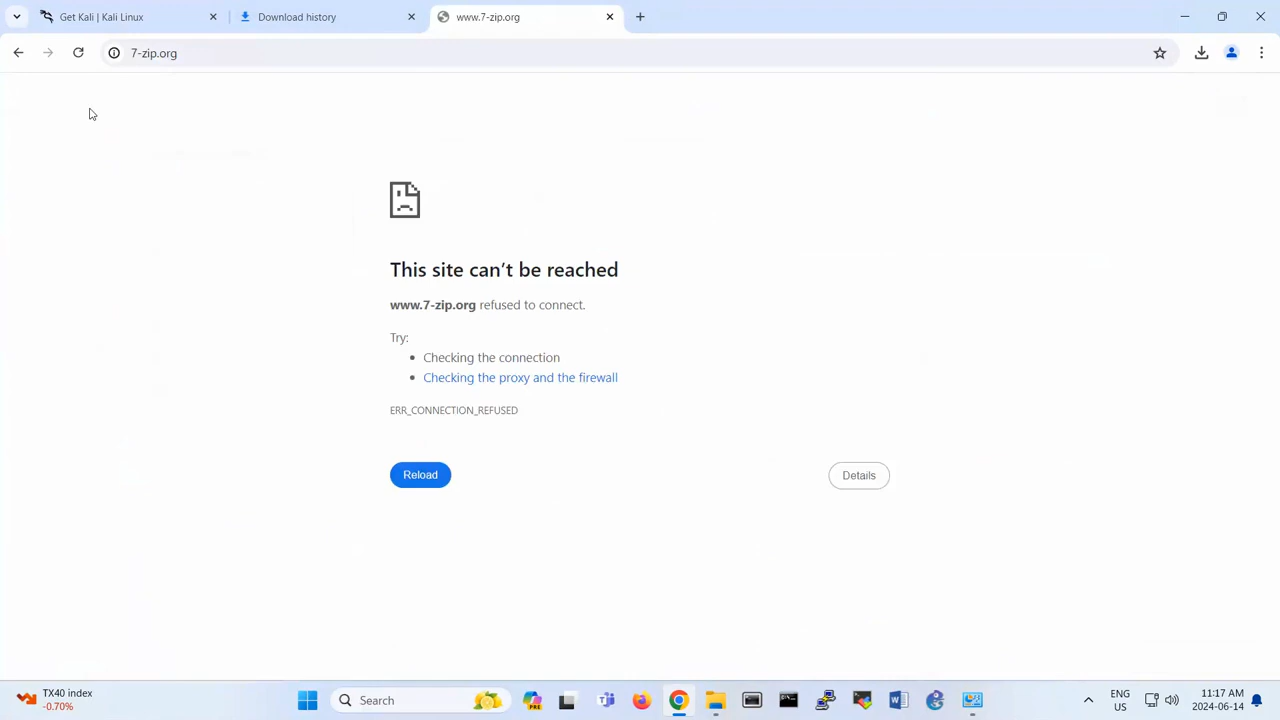 Get Kali | Kali Linux
Download history
www.7-zip.org
7-zip.org
This site can't be reached
www.7-zip.org refused to connect.
Try:
Checking the connection
Checking the proxy and the firewall
ERR_CONNECTION_REFUSED
Reload
Details
TX40 index
-0.70%
Search
PRE
ENG
US
11:17 AM
2024-06-14